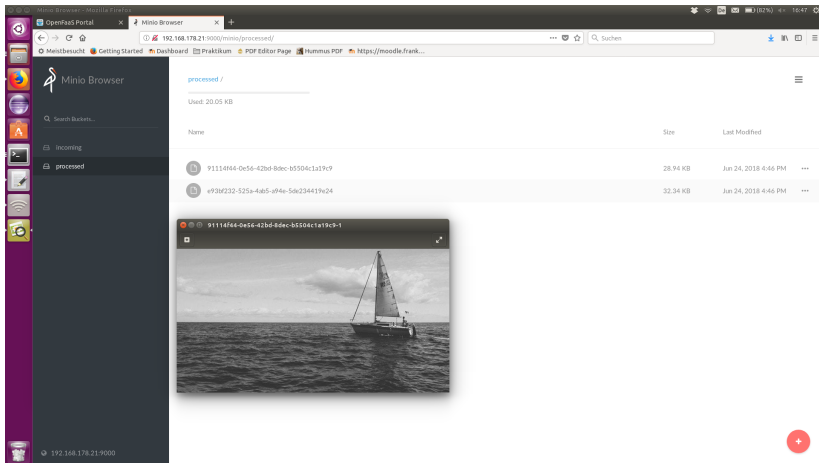 Minio Browser - Mozilla Firefox
De (82%) 16:47
OpenFaaS Portal × Minio Browser × +
192.168.178.21:9000/minio/processed/ Suchen
Meistbesucht Getting Started Dashboard Praktikum PDF Editor Page Hummus PDF https://moodle.frank...
Minio Browser
Search Buckets...
incoming
processed
processed /
Used: 20.05 KB
Name Size Last Modified
91114f44-0e56-42bd-8dec-b5504c1a19c9 28.94 KB Jun 24, 2018 4:46 PM
e93bf232-525a-4ab5-a94e-5de234419e24 32.34 KB Jun 24, 2018 4:46 PM
91114f44-0e56-42bd-8dec-b5504c1a19c9-1
192.168.178.21:9000